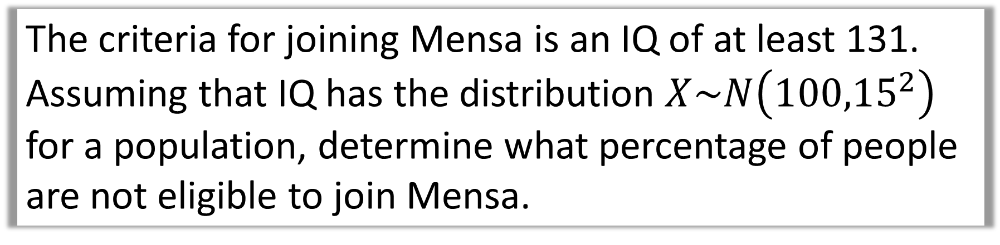 The criteria for joining Mensa is an IQ of at least 131.
Assuming that IQ has the distribution X~N(100,15²)
for a population, determine what percentage of people
are not eligible to join Mensa.